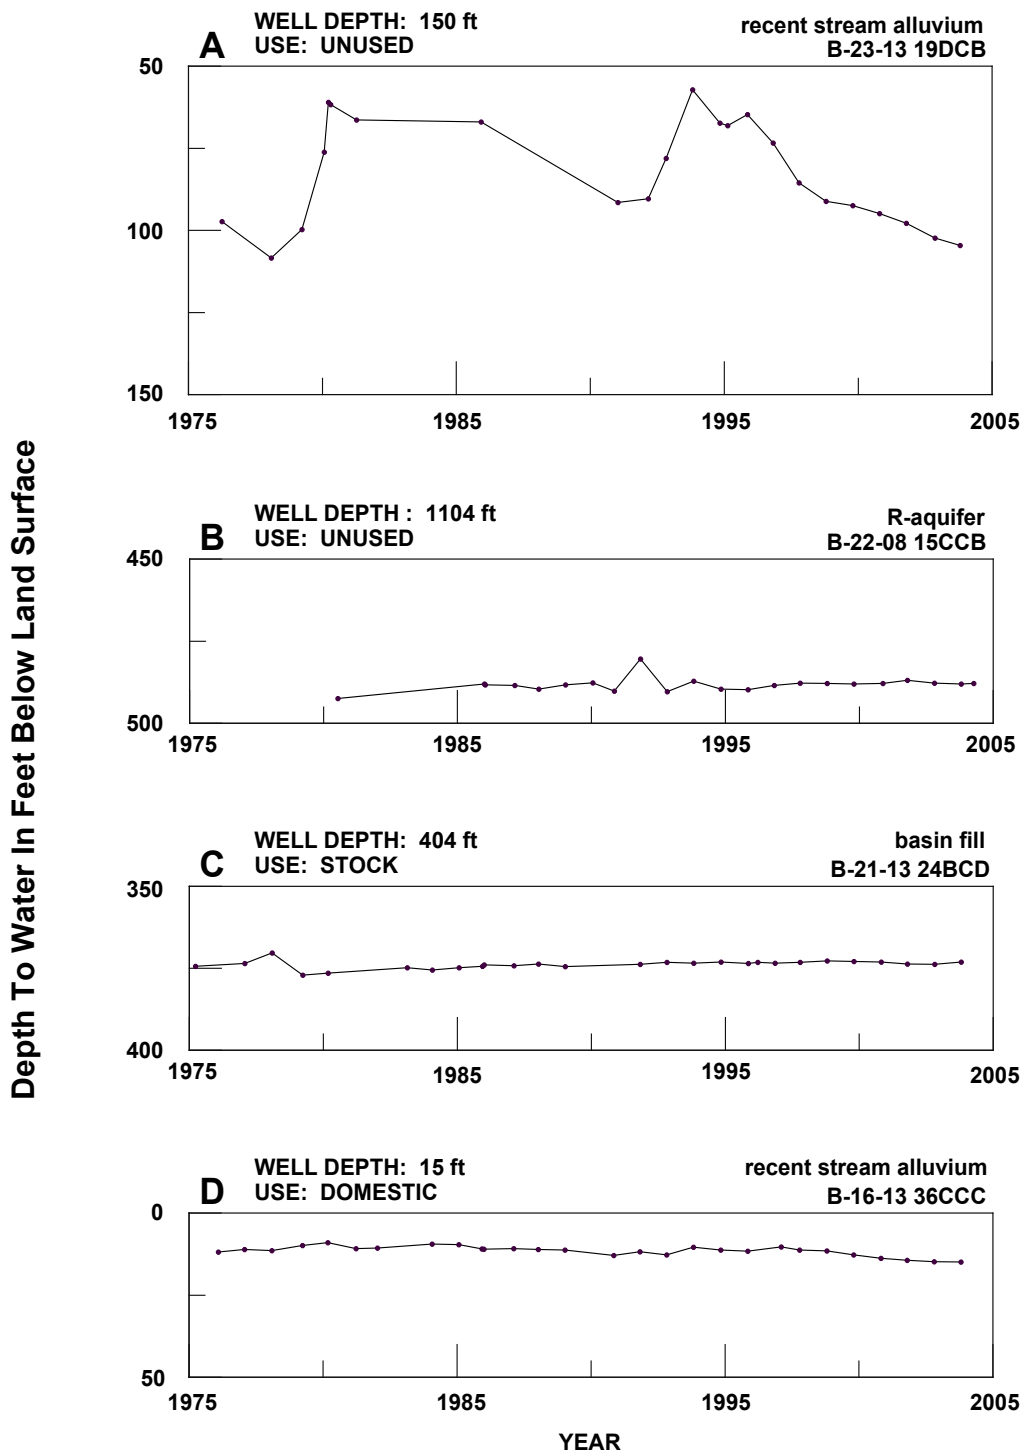 Depth To Water In Feet Below Land Surface
A
WELL DEPTH: 150 ft
USE: UNUSED
recent stream alluvium
B-23-13 19DCB
50
100
150
1975 1985 1995 2005
B
WELL DEPTH : 1104 ft
USE: UNUSED
R-aquifer
B-22-08 15CCB
450
500
1975 1985 1995 2005
C
WELL DEPTH: 404 ft
USE: STOCK
basin fill
B-21-13 24BCD
350
400
1975 1985 1995 2005
D
WELL DEPTH: 15 ft
USE: DOMESTIC
recent stream alluvium
B-16-13 36CCC
0
50
1975 1985 1995 2005
YEAR